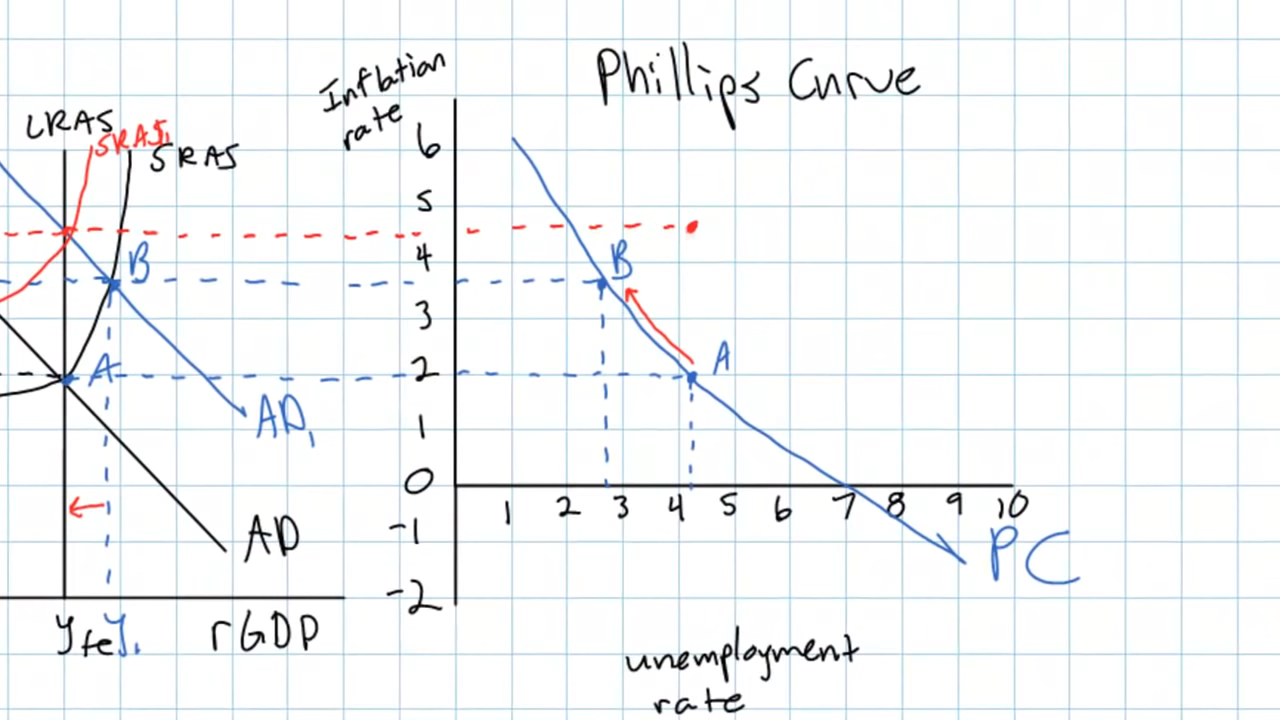 Phillips Curve
Inflation
rate
LRAS
SRAS₁
SRAS
6
5
4
3
2
1
0
-1
-2
B
A
AD₁
AD
B
A
1 2 3 4 5 6 7 8 9 10
PC
yfe y₁ rGDP
unemployment
rate